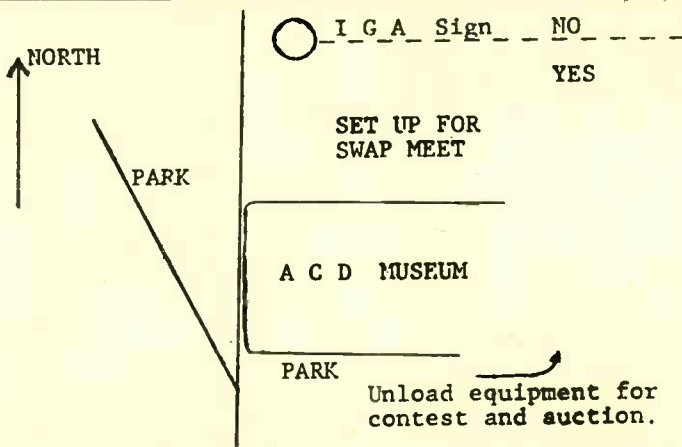 I G A Sign NO
NORTH
YES
SET UP FOR
SWAP MEET
PARK
A C D MUSEUM
PARK
Unload equipment for
contest and auction.